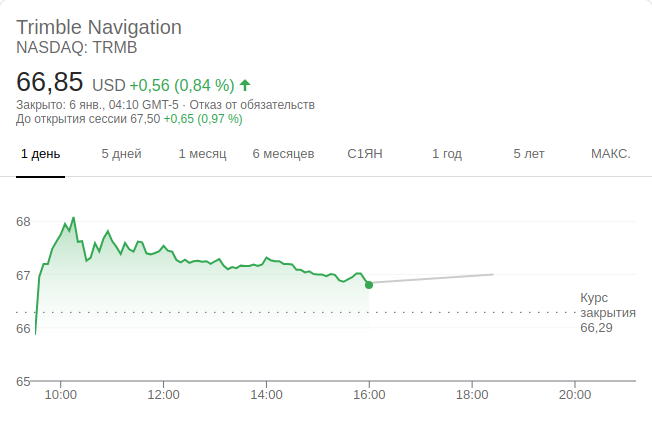 Trimble Navigation
NASDAQ: TRMB
66,85 USD +0,56 (0,84 %)
Закрыто: 6 янв., 04:10 GMT-5 · Отказ от обязательств
До открытия сессии 67,50 +0,65 (0,97 %)
1 день 5 дней 1 месяц 6 месяцев С1ЯН 1 год 5 лет МАКС.
68
67
Курс
закрытия
66,29
66
65
10:00 12:00 14:00 16:00 18:00 20:00